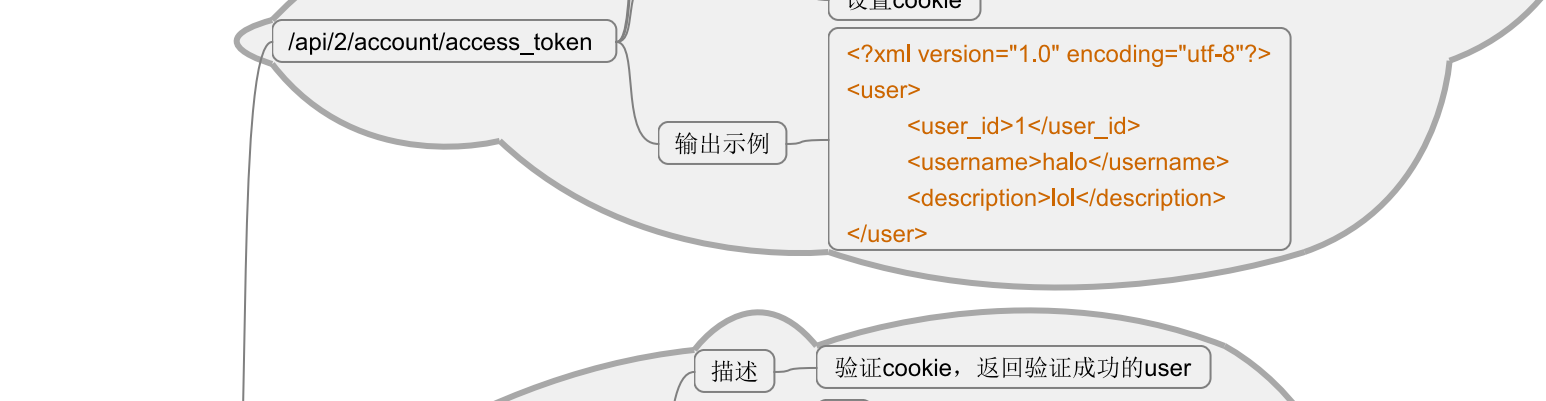 设置cookie
/api/2/account/access_token
<?xml version="1.0" encoding="utf-8"?>
<user>
<user_id>1</user_id>
<username>halo</username>
<description>lol</description>
</user>
输出示例
描述
验证cookie，返回验证成功的user